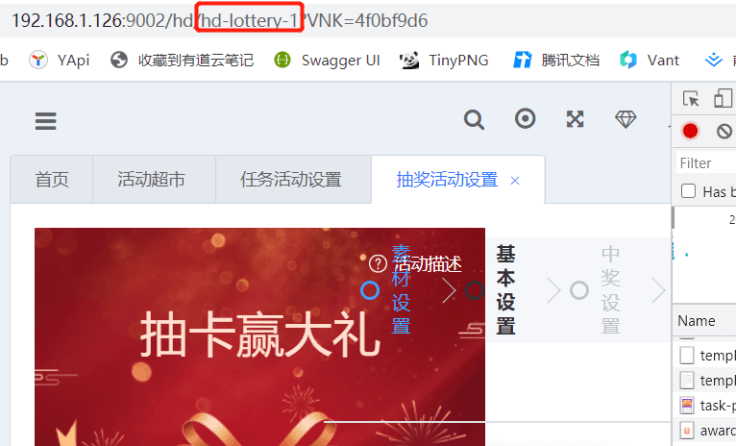 192.168.1.126:9002/hd/hd-lottery-1?VNK=4f0bf9d6
b YApi 收藏到有道云笔记 Swagger UI TinyPNG 腾讯文档 Vant
首页 活动超市 任务活动设置 抽奖活动设置 ×
Filter
Has b
2
活动描述
素材设置
基本设置
中奖设置
抽卡赢大礼
Name
templ
templ
task-p
award